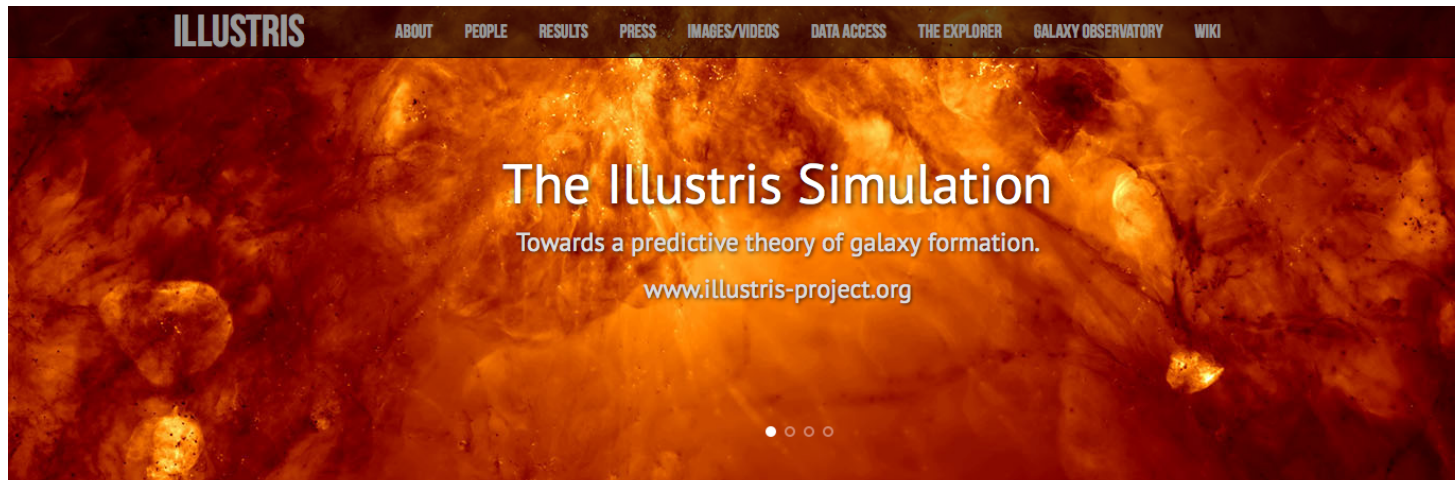 ILLUSTRIS ABOUT PEOPLE RESULTS PRESS IMAGES/VIDEOS DATA ACCESS THE EXPLORER GALAXY OBSERVATORY WIKI
The Illustris Simulation
Towards a predictive theory of galaxy formation.
www.illustris-project.org